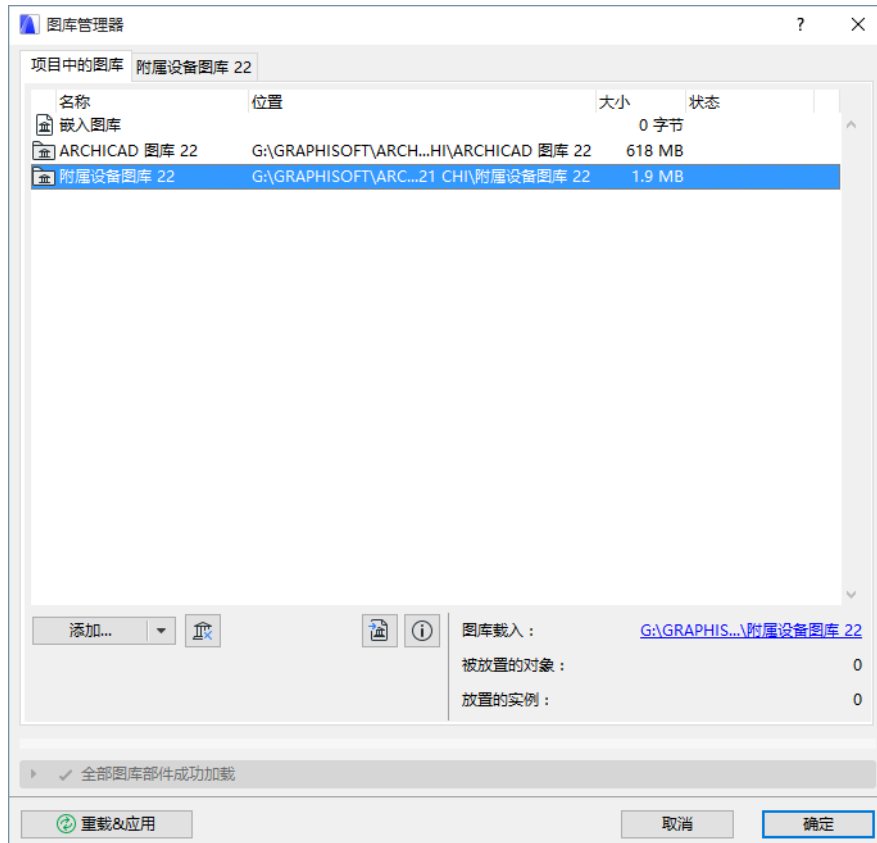 图库管理器 ?
项目中的图库 附属设备图库 22
名称 位置 大小 状态
嵌入图库 0 字节
ARCHICAD 图库 22 G:\GRAPHISOFT\ARCH...HI\ARCHICAD 图库 22 618 MB
附属设备图库 22 G:\GRAPHISOFT\ARC...21 CHI\附属设备图库 22 1.9 MB
添加... 图库载入： G:\GRAPHIS...\附属设备图库 22
被放置的对象： 0
放置的实例： 0
全部图库部件成功加载
重载&应用 取消 确定